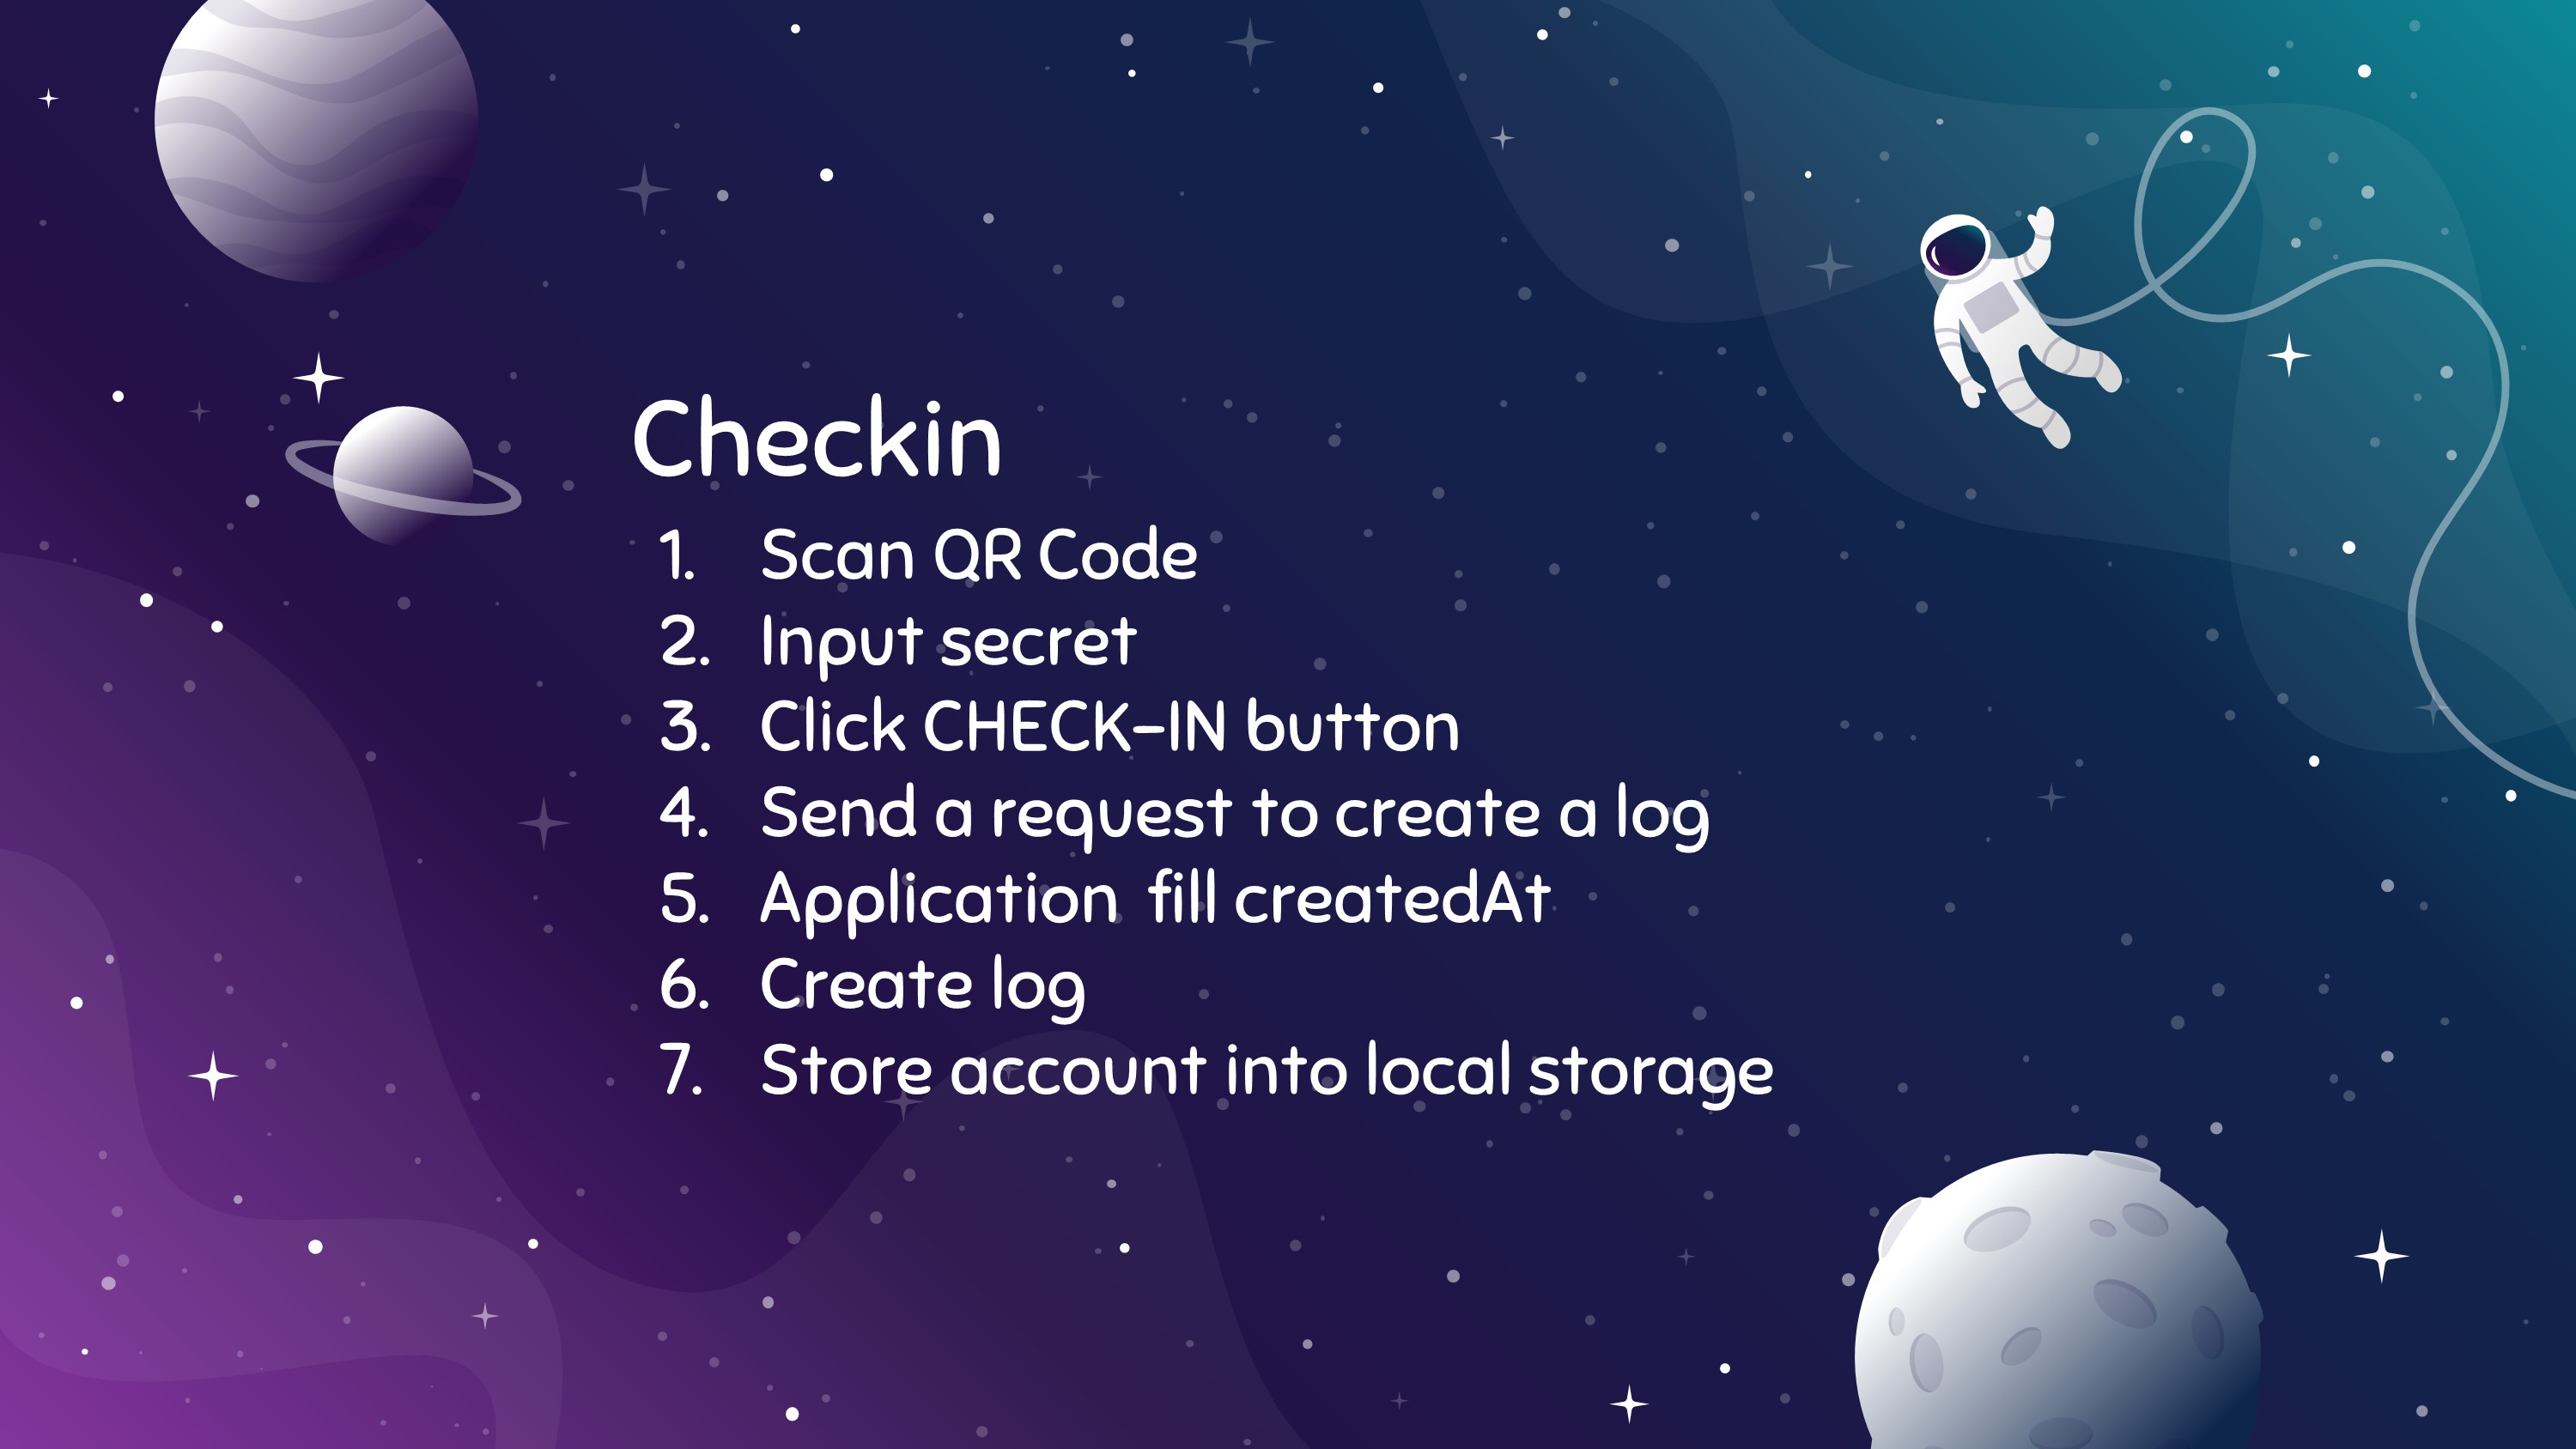 Checkin
1. Scan QR Code
2. Input secret
3. Click CHECK-IN button
4. Send a request to create a log
5. Application  fill createdAt
6. Create log
7. Store account into local storage